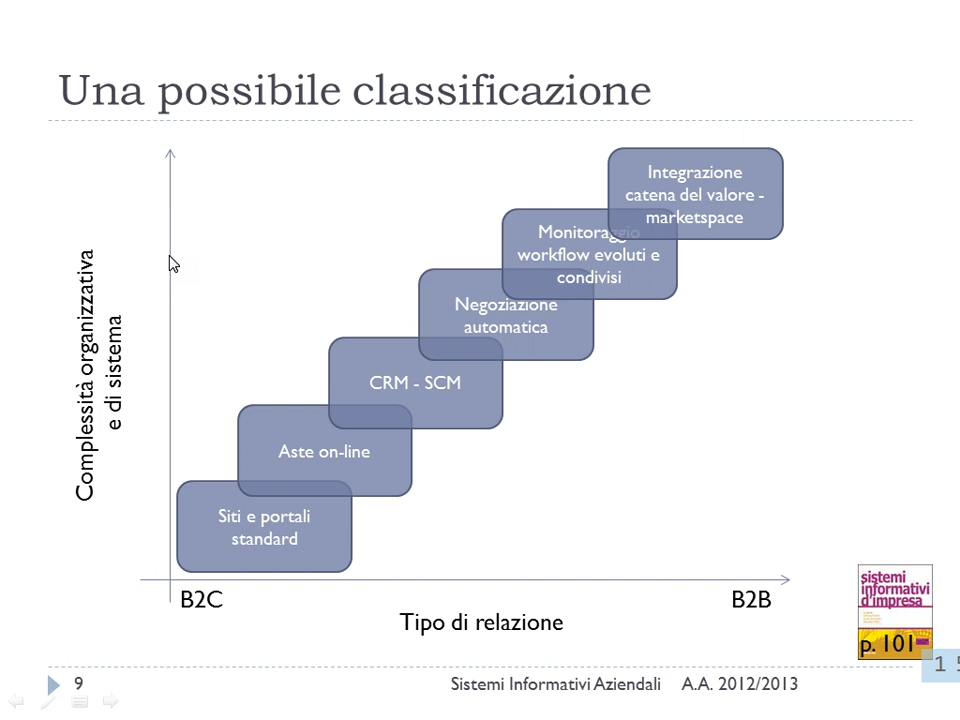 Una possibile classificazione
Complessità organizzativa
e di sistema
Integrazione
catena del valore -
marketspace
Monitoraggio
workflow evoluti e
condivisi
Negoziazione
automatica
CRM - SCM
Aste on-line
Siti e portali
standard
B2C
B2B
Tipo di relazione
sistemi
informativi
d'impresa
p. 101
9
Sistemi Informativi Aziendali
A.A. 2012/2013